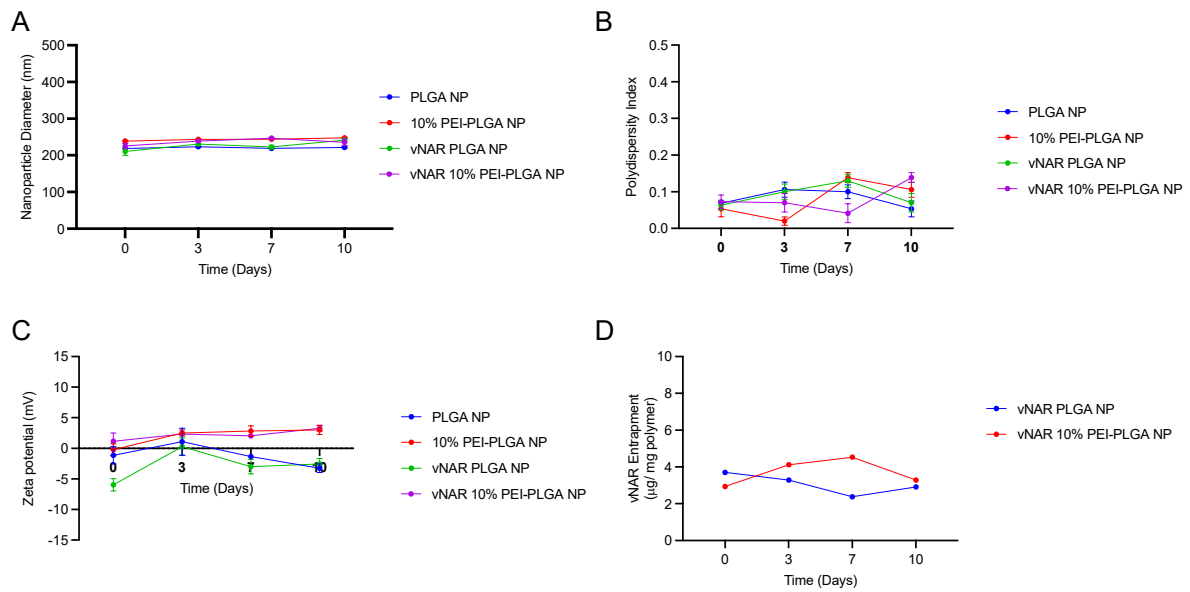 A
Nanoparticle Diameter (nm)
500
400
300
200
100
0
0 3 7 10
Time (Days)
PLGA NP
10% PEI-PLGA NP
vNAR PLGA NP
vNAR 10% PEI-PLGA NP
B
Polydispersity Index
0.5
0.4
0.3
0.2
0.1
0.0
0 3 7 10
Time (Days)
PLGA NP
10% PEI-PLGA NP
vNAR PLGA NP
vNAR 10% PEI-PLGA NP
C
Zeta potential (mV)
15
10
5
0
-5
-10
-15
0 3 7 10
Time (Days)
PLGA NP
10% PEI-PLGA NP
vNAR PLGA NP
vNAR 10% PEI-PLGA NP
D
vNAR Entrapment
(μg/ mg polymer)
10
8
6
4
2
0
0 3 7 10
Time (Days)
vNAR PLGA NP
vNAR 10% PEI-PLGA NP